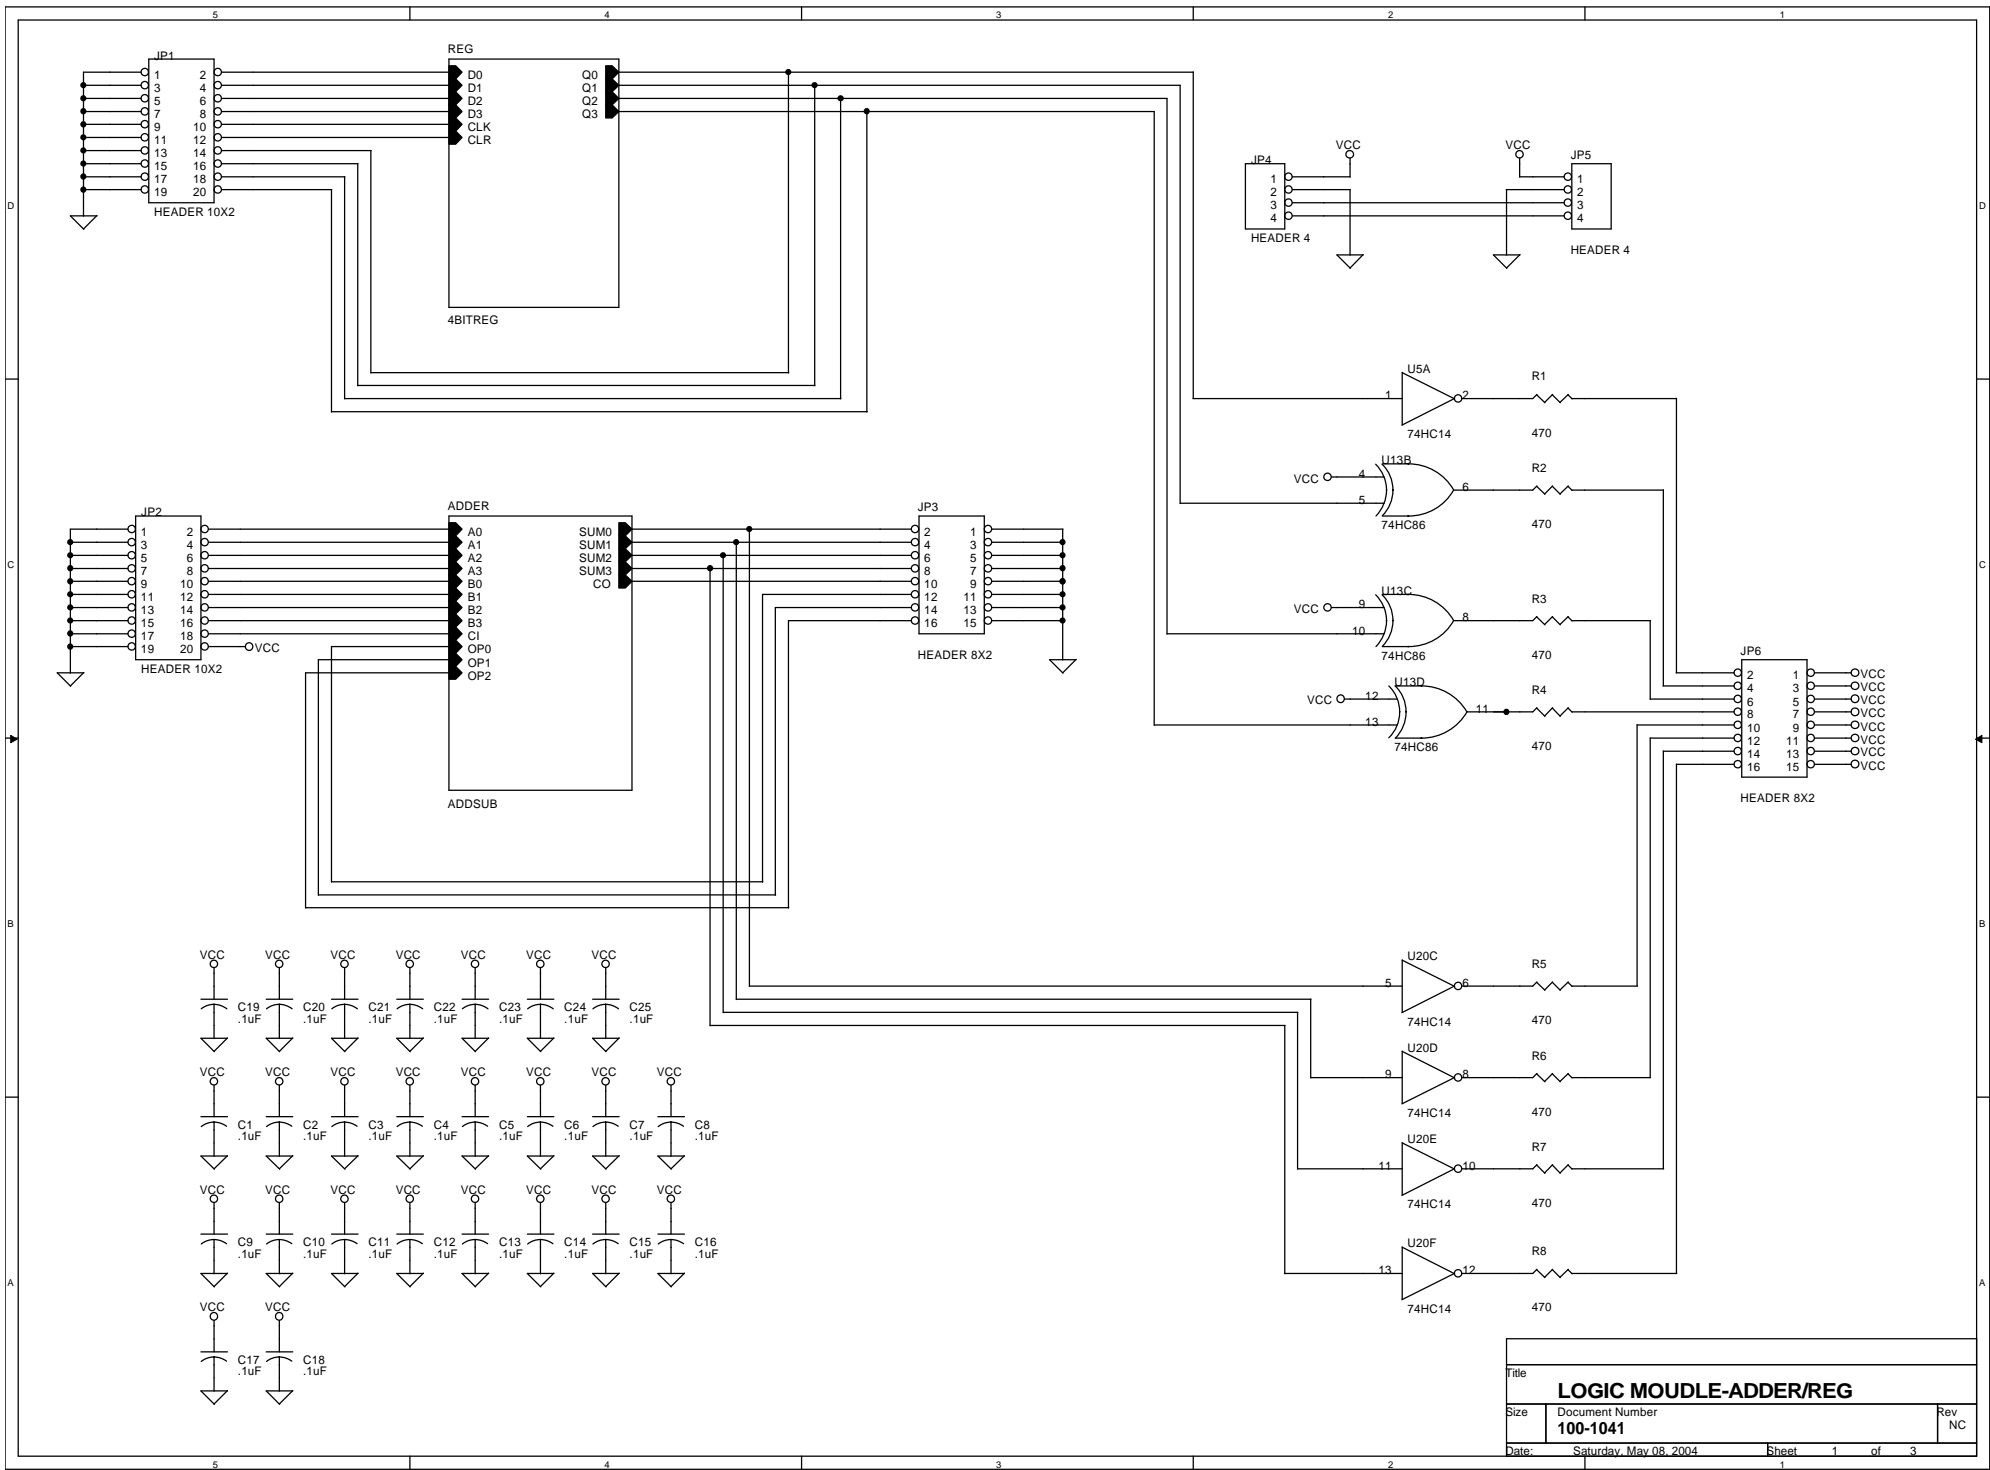 5 4 3 2 1
D D
C C
B B
A A
JP1
1 2
3 4
5 6
7 8
9 10
11 12
13 14
15 16
17 18
19 20
HEADER 10X2
REG
D0 Q0
D1 Q1
D2 Q2
D3 Q3
CLK
CLR
4BITREG
JP4
VCC
1
2
3
4
HEADER 4
VCC
JP5
1
2
3
4
HEADER 4
U5A
1 2
74HC14
R1
470
U13B
VCC 4
5
6
74HC86
R2
470
U13C
VCC 9
10
8
74HC86
R3
470
U13D
VCC 12
13
11
74HC86
R4
470
JP2
1 2
3 4
5 6
7 8
9 10
11 12
13 14
15 16
17 18
19 20 VCC
HEADER 10X2
ADDER
A0 SUM0
A1 SUM1
A2 SUM2
A3 SUM3
B0 CO
B1
B2
B3
CI
OP0
OP1
OP2
ADDSUB
JP3
2 1
4 3
6 5
8 7
10 9
12 11
14 13
16 15
HEADER 8X2
JP6
2 1 VCC
4 3 VCC
6 5 VCC
8 7 VCC
10 9 VCC
12 11 VCC
14 13 VCC
16 15 VCC
HEADER 8X2
U20C
5 6
74HC14
R5
470
U20D
9 8
74HC14
R6
470
U20E
11 10
74HC14
R7
470
U20F
13 12
74HC14
R8
470
VCC VCC VCC VCC VCC VCC VCC
C19 C20 C21 C22 C23 C24 C25
.1uF .1uF .1uF .1uF .1uF .1uF .1uF
VCC VCC VCC VCC VCC VCC VCC VCC
C1 C2 C3 C4 C5 C6 C7 C8
.1uF .1uF .1uF .1uF .1uF .1uF .1uF .1uF
VCC VCC VCC VCC VCC VCC VCC VCC
C9 C10 C11 C12 C13 C14 C15 C16
.1uF .1uF .1uF .1uF .1uF .1uF .1uF .1uF
VCC VCC
C17 C18
.1uF .1uF
Title
LOGIC MOUDLE-ADDER/REG
Size Document Number Rev
100-1041 NC
Date: Saturday, May 08, 2004 Sheet 1 of 3
5 4 3 2 1